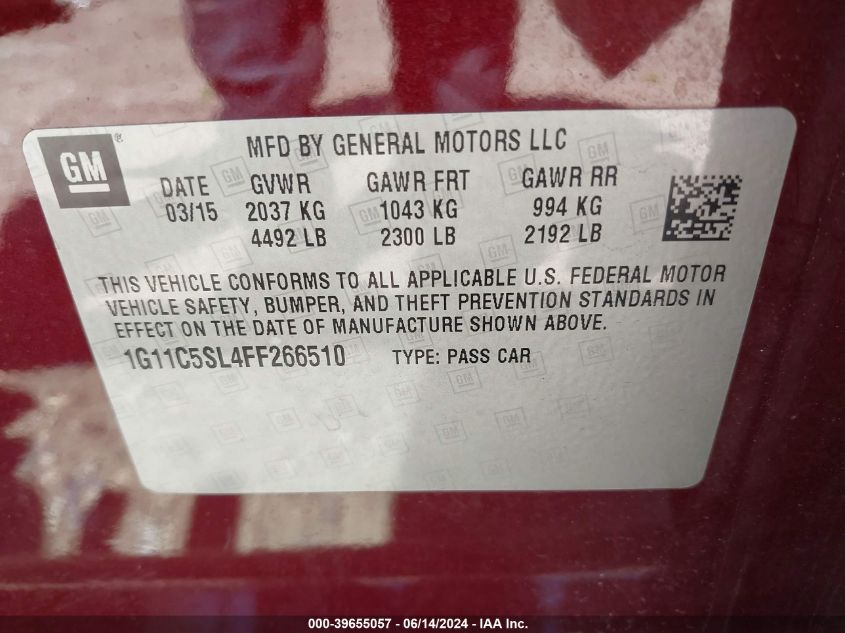 GM ®
MFD BY GENERAL MOTORS LLC
DATE GVWR GAWR FRT GAWR RR
03/15 2037 KG 1043 KG 994 KG
4492 LB 2300 LB 2192 LB
THIS VEHICLE CONFORMS TO ALL APPLICABLE U.S. FEDERAL MOTOR
VEHICLE SAFETY, BUMPER, AND THEFT PREVENTION STANDARDS IN
EFFECT ON THE DATE OF MANUFACTURE SHOWN ABOVE.
1G11C5SL4FF266510 TYPE: PASS CAR
000-39655057 - 06/14/2024 - IAA Inc.